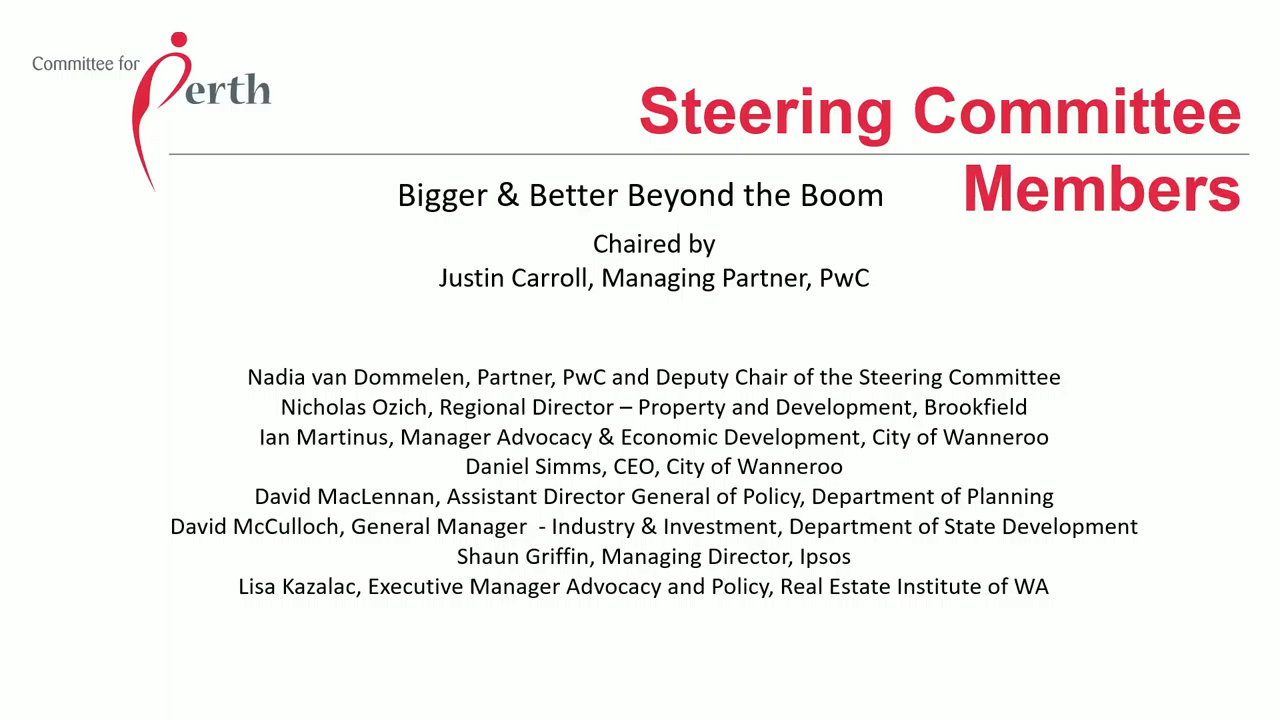 Committee for
Perth
Steering Committee
Members
Bigger & Better Beyond the Boom
Chaired by
Justin Carroll, Managing Partner, PwC
Nadia van Dommelen, Partner, PwC and Deputy Chair of the Steering Committee
Nicholas Ozich, Regional Director – Property and Development, Brookfield
Ian Martinus, Manager Advocacy & Economic Development, City of Wanneroo
Daniel Simms, CEO, City of Wanneroo
David MacLennan, Assistant Director General of Policy, Department of Planning
David McCulloch, General Manager  - Industry & Investment, Department of State Development
Shaun Griffin, Managing Director, Ipsos
Lisa Kazalac, Executive Manager Advocacy and Policy, Real Estate Institute of WA